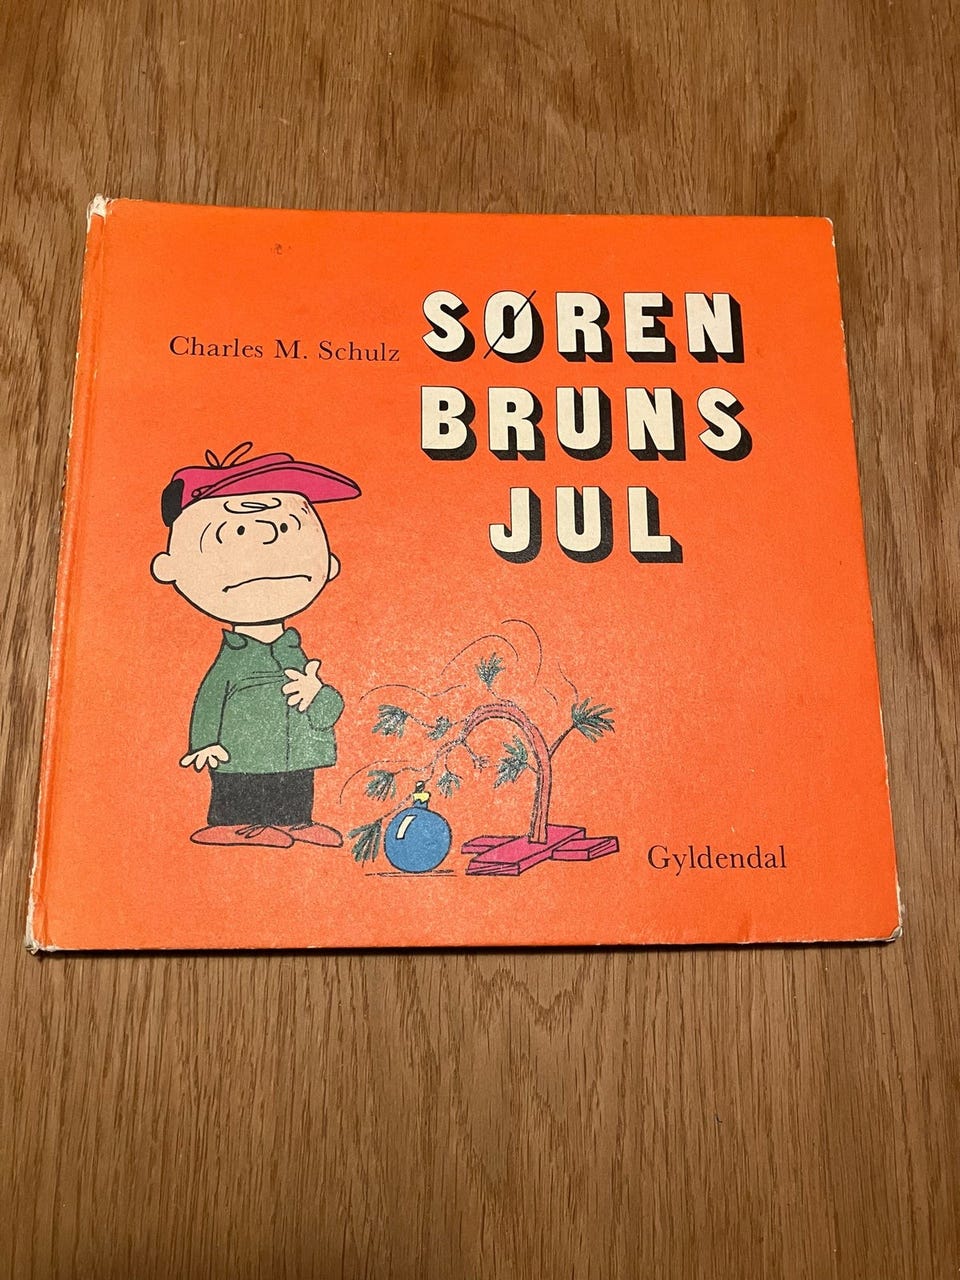 Charles M. Schulz
SØREN
BRUNS
JUL
Gyldendal